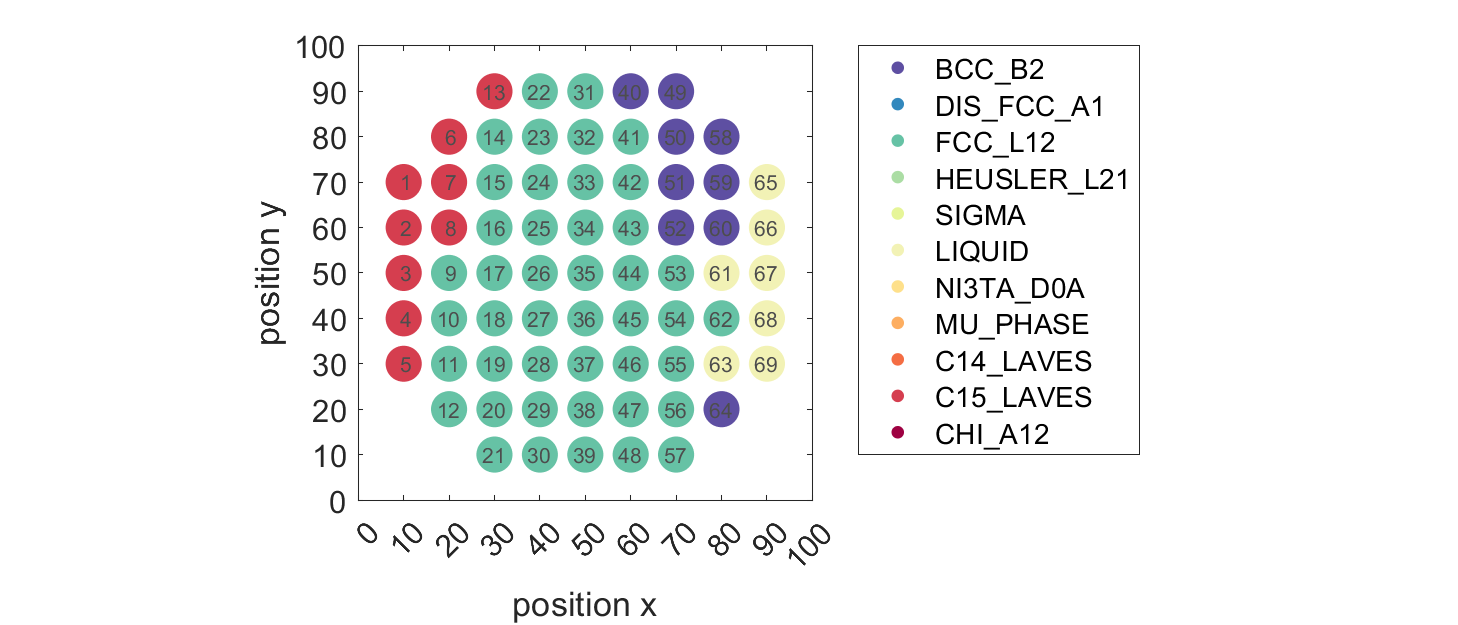 100
90
80
70
60
50
40
30
20
10
0
13 22 31 40 49
6 14 23 32 41 50 58
1 7 15 24 33 42 51 59 65
2 8 16 25 34 43 52 60 66
3 9 17 26 35 44 53 61 67
4 10 18 27 36 45 54 62 68
5 11 19 28 37 46 55 63 69
12 20 29 38 47 56 64
21 30 39 48 57
0 10 20 30 40 50 60 70 80 90 100
position x
position y
BCC_B2
DIS_FCC_A1
FCC_L12
HEUSLER_L21
SIGMA
LIQUID
NI3TA_D0A
MU_PHASE
C14_LAVES
C15_LAVES
CHI_A12